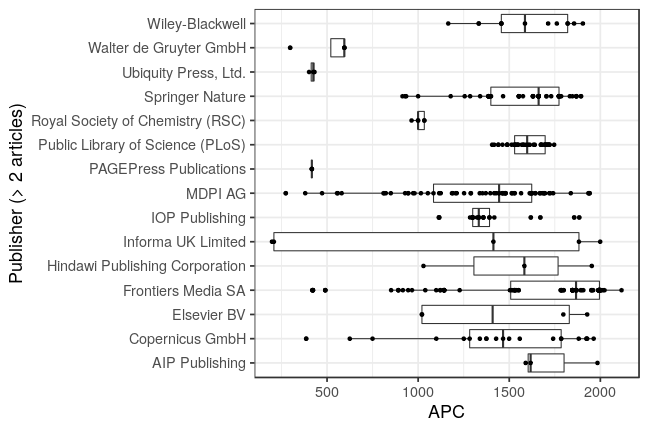 Publisher (> 2 articles)
Wiley-Blackwell
Walter de Gruyter GmbH
Ubiquity Press, Ltd.
Springer Nature
Royal Society of Chemistry (RSC)
Public Library of Science (PLoS)
PAGEPress Publications
MDPI AG
IOP Publishing
Informa UK Limited
Hindawi Publishing Corporation
Frontiers Media SA
Elsevier BV
Copernicus GmbH
AIP Publishing
500 1000 1500 2000
APC